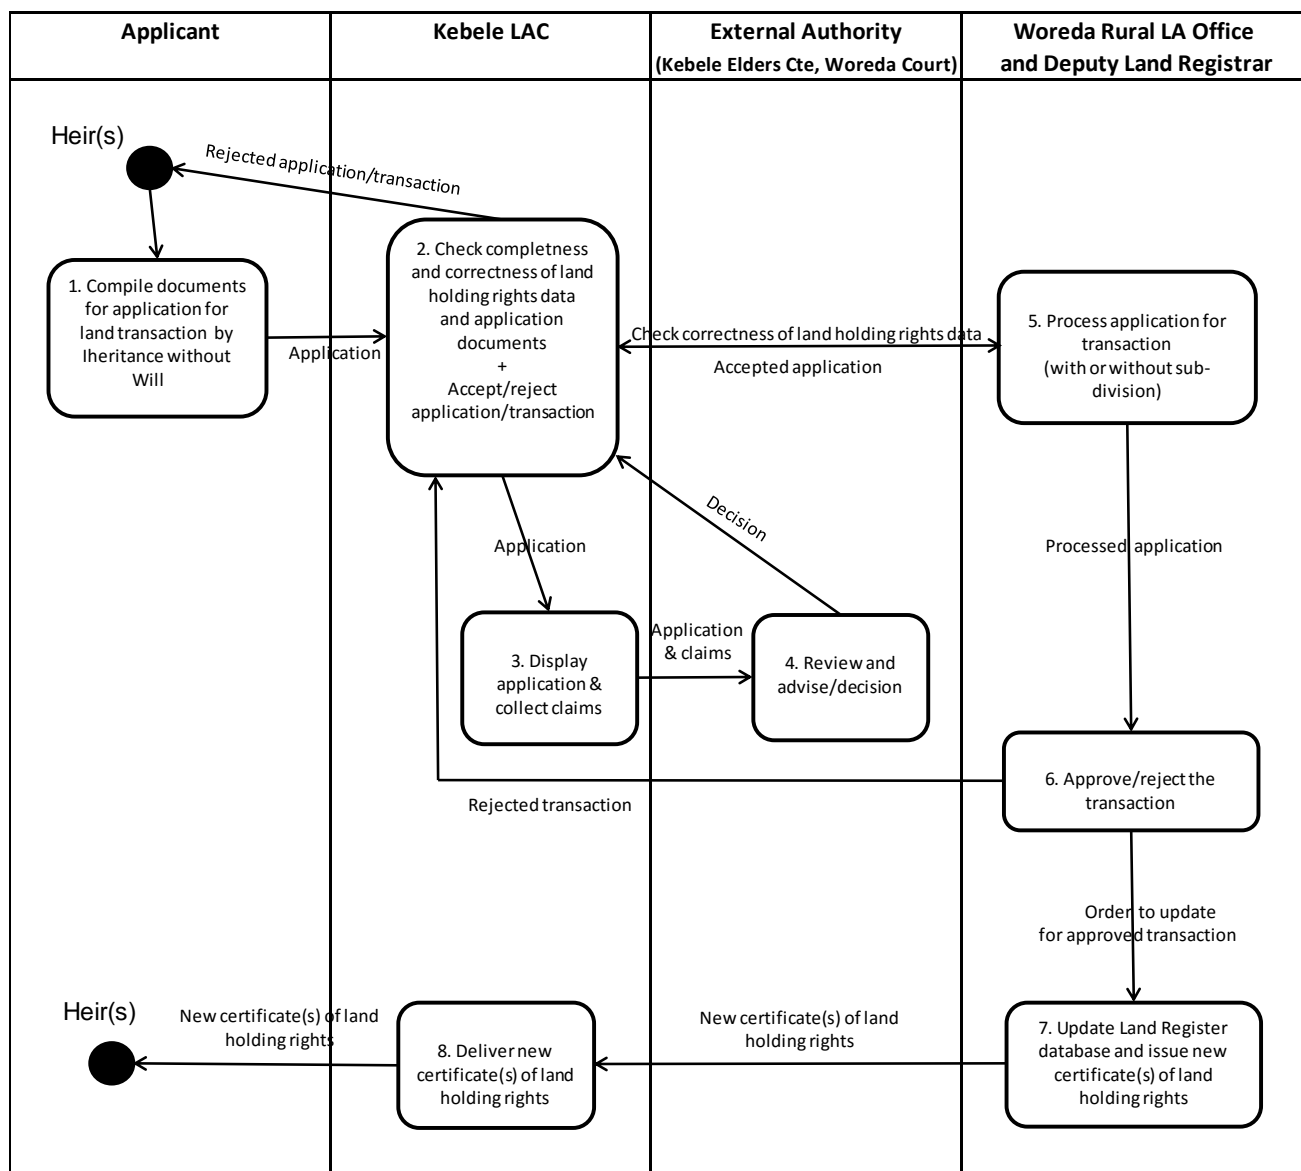 Applicant
Kebele LAC
External Authority
(Kebele Elders Cte, Woreda Court)
Woreda Rural LA Office
and Deputy Land Registrar
Heir(s)
Rejected application/transaction
1. Compile documents
for application for
land transaction by
Iheritance without
Will
Application
2. Check completness
and correctness of land
holding rights data
and application
documents
+
Accept/reject
application/transaction
Check correctness of land holding rights data
Accepted application
5. Process application for
transaction
(with or without sub-
division)
Decision
Application
Processed application
3. Display
application &
collect claims
Application
& claims
4. Review and
advise/decision
6. Approve/reject the
transaction
Rejected transaction
Order to update
for approved transaction
Heir(s)
New certificate(s) of land
holding rights
8. Deliver new
certificate(s) of land
holding rights
New certificate(s) of land
holding rights
7. Update Land Register
database and issue new
certificate(s) of land
holding rights